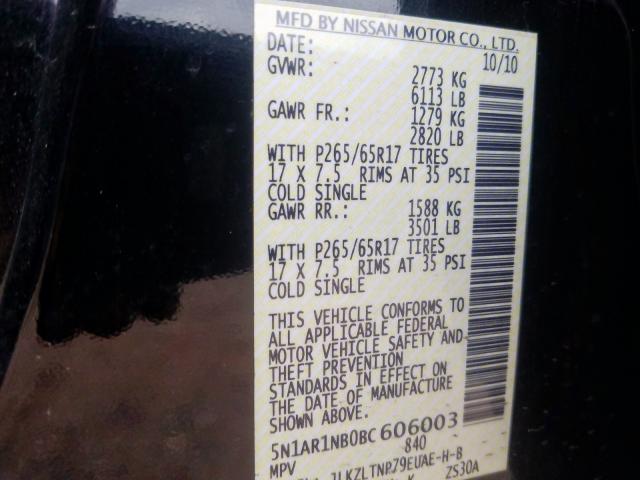 MFD BY NISSAN MOTOR CO., LTD.
DATE: 10/10
GVWR: 2773 KG
6113 LB
GAWR FR.: 1279 KG
2820 LB
WITH P265/65R17 TIRES
17 X 7.5 RIMS AT 35 PSI
COLD SINGLE
GAWR RR.: 1588 KG
3501 LB
WITH P265/65R17 TIRES
17 X 7.5 RIMS AT 35 PSI
COLD SINGLE
THIS VEHICLE CONFORMS TO
ALL APPLICABLE FEDERAL
MOTOR VEHICLE SAFETY AND
THEFT PREVENTION
STANDARDS IN EFFECT ON
THE DATE OF MANUFACTURE
SHOWN ABOVE.
5N1AR1NB0BC 606003
MPV 840
JLKZLTNP79EUAE-H-B
ZS30A